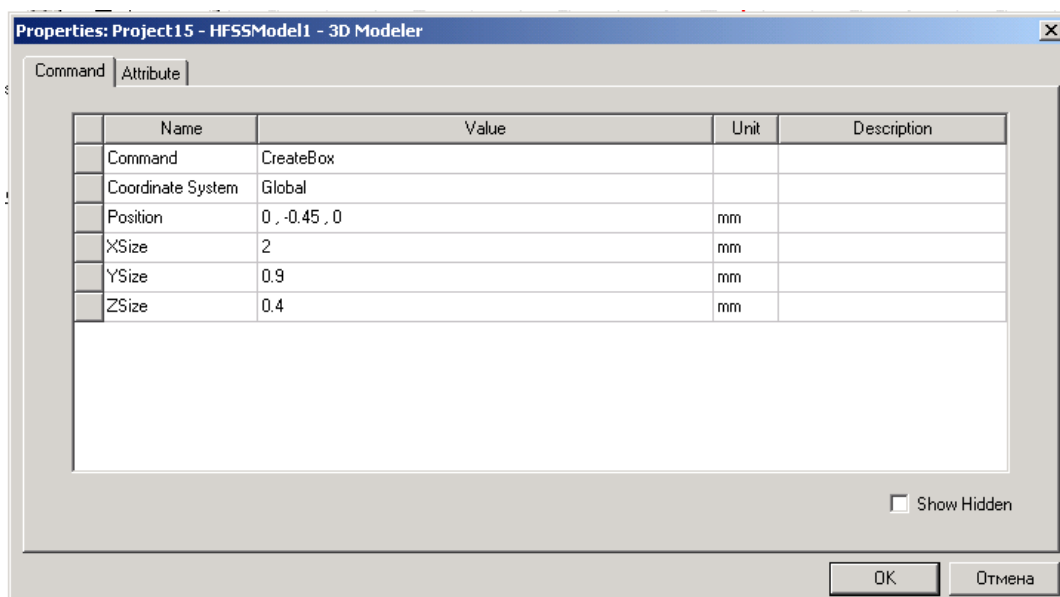 Properties: Project15 - HFSSModel1 - 3D Modeler
Command Attribute
Name Value Unit Description
Command CreateBox
Coordinate System Global
Position 0 , -0.45 , 0 mm
XSize 2 mm
YSize 0.9 mm
ZSize 0.4 mm
Show Hidden
OK Отмена